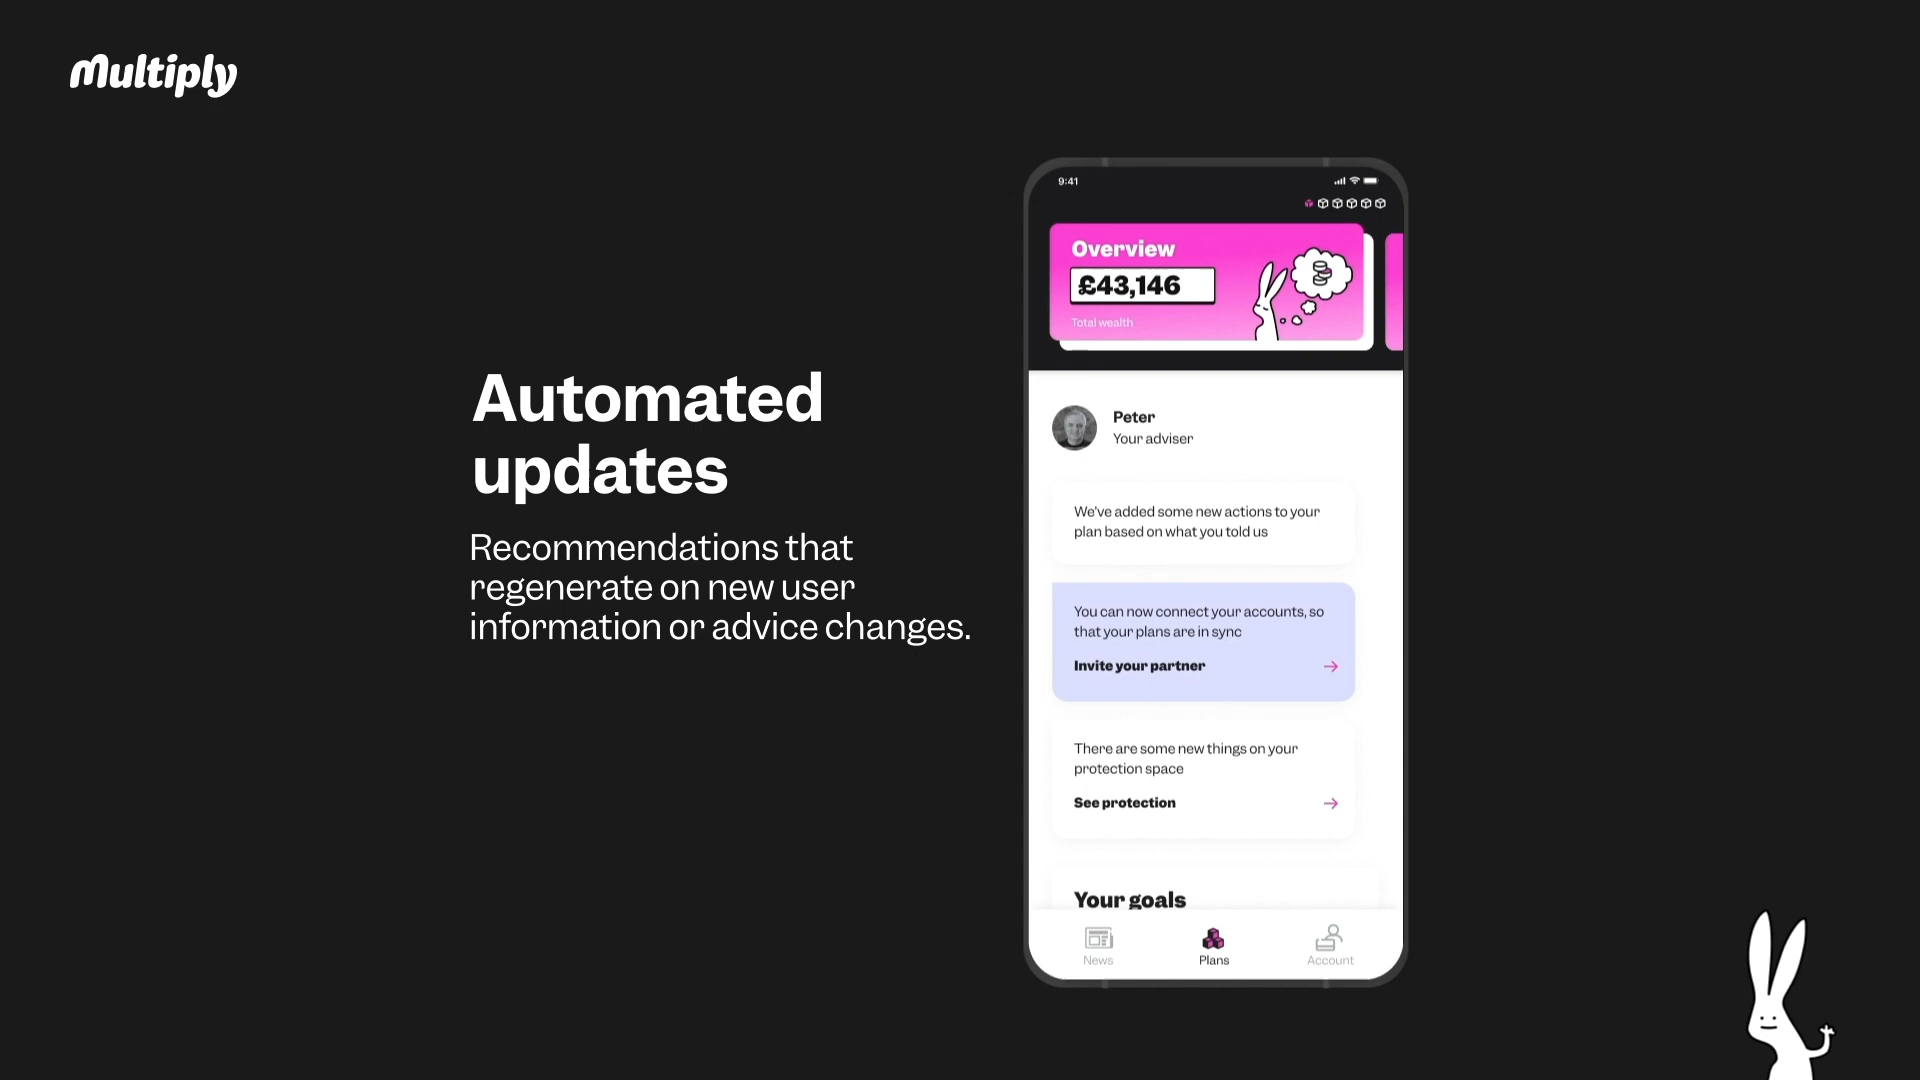 Multiply
Automated
updates
Recommendations that
regenerate on new user
information or advice changes.
9:41
Overview
£43,146
Total wealth
Peter
Your adviser
We've added some new actions to your
plan based on what you told us
You can now connect your accounts, so
that your plans are in sync
Invite your partner
There are some new things on your
protection space
See protection
Your goals
News
Plans
Account